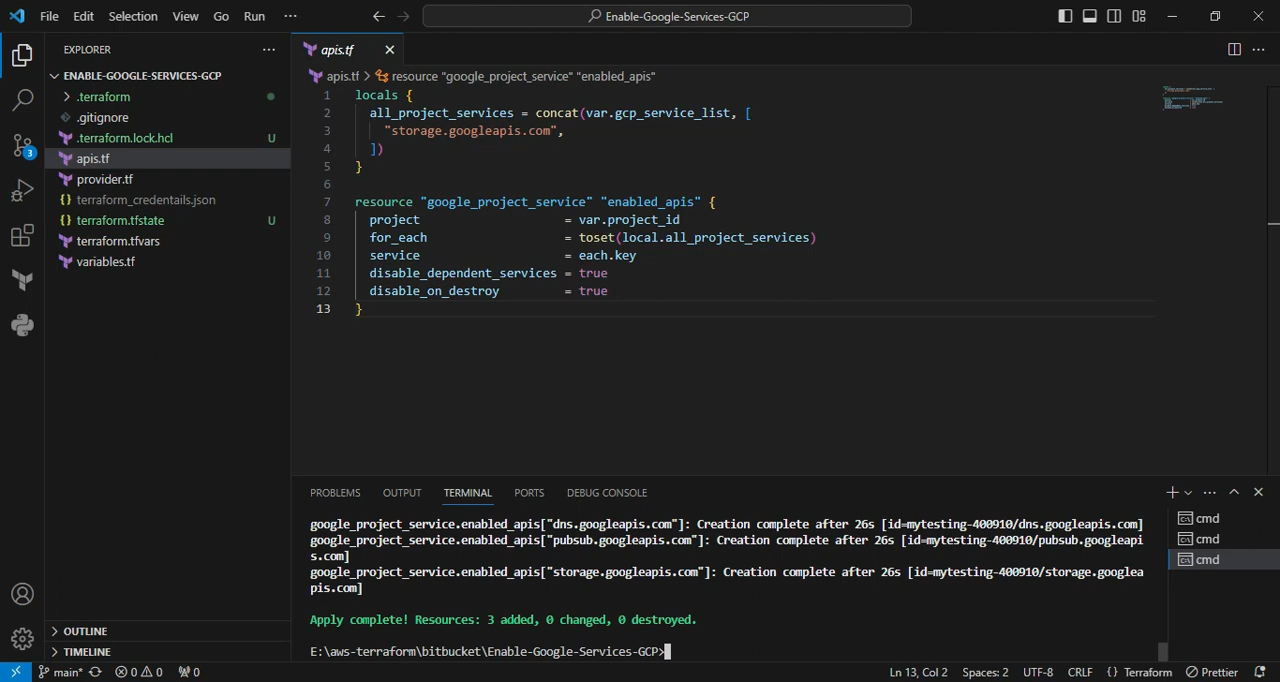 File Edit Selection View Go Run ··· Enable-Google-Services-GCP
EXPLORER ···
ENABLE-GOOGLE-SERVICES-GCP
.terraform
.gitignore
.terraform.lock.hcl U
apis.tf
provider.tf
terraform_credentails.json
terraform.tfstate U
terraform.tfvars
variables.tf
OUTLINE
TIMELINE
3
apis.tf
apis.tf > resource "google_project_service" "enabled_apis"
1 locals {
2 all_project_services = concat(var.gcp_service_list, [
3 "storage.googleapis.com",
4 ])
5 }
6
7 resource "google_project_service" "enabled_apis" {
8 project = var.project_id
9 for_each = toset(local.all_project_services)
10 service = each.key
11 disable_dependent_services = true
12 disable_on_destroy = true
13 }
PROBLEMS OUTPUT TERMINAL PORTS DEBUG CONSOLE
google_project_service.enabled_apis["dns.googleapis.com"]: Creation complete after 26s [id=mytesting-400910/dns.googleapis.com]
google_project_service.enabled_apis["pubsub.googleapis.com"]: Creation complete after 26s [id=mytesting-400910/pubsub.googleapi
s.com]
google_project_service.enabled_apis["storage.googleapis.com"]: Creation complete after 26s [id=mytesting-400910/storage.googlea
pis.com]
Apply complete! Resources: 3 added, 0 changed, 0 destroyed.
E:\aws-terraform\bitbucket\Enable-Google-Services-GCP>
cmd
cmd
cmd
main* 0 0 0 Ln 13, Col 2 Spaces: 2 UTF-8 CRLF {} Terraform Prettier